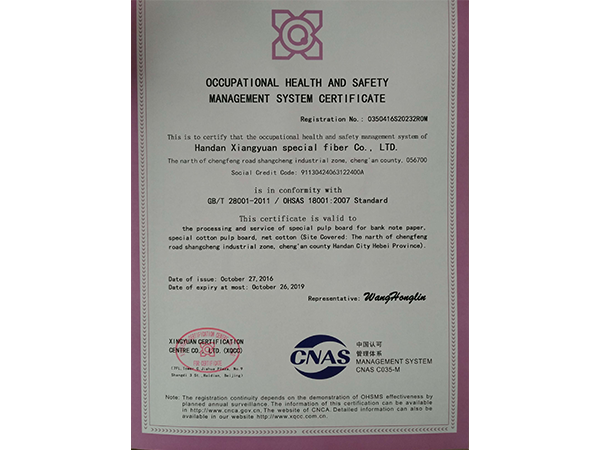 OCCUPATIONAL HEALTH AND SAFETY
MANAGEMENT SYSTEM CERTIFICATE
Registration No.: 0350416S20232ROM
This is to certify that the occupational health and safety management system of
Handan Xiangyuan special fiber Co., LTD.
The narth of chengfeng road shangcheng industrial zone, cheng'an county, 056700
Social Credit Code: 91130424063122400A
is in conformity with
GB/T 28001-2011 / OHSAS 18001:2007 Standard
This certificate is valid to
the processing and service of special pulp board for bank note paper,
special cotton pulp board, net cotton (Site Covered: The narth of chengfeng
road shangcheng industrial zone, cheng'an county Handan City Hebei Province).
Date of issue: October 27,2016
Date of expiry at most: October 26,2019
Representative: WangHonglin
XINGYUAN CERTIFICATION
CENTRE CO., LTD. (XQCC)
CNAS
中国认可
管理体系
MANAGEMENT SYSTEM
CNAS C035-M
Note: The registration continuity depends on the demonstration of OHSMS effectiveness by
planned annual surveillance. The information of this certificate can be available
in http://www.cnca.gov.cn. The website of CNCA. Detailed information can also be
available in our website http://www.xqcc.com.cn.